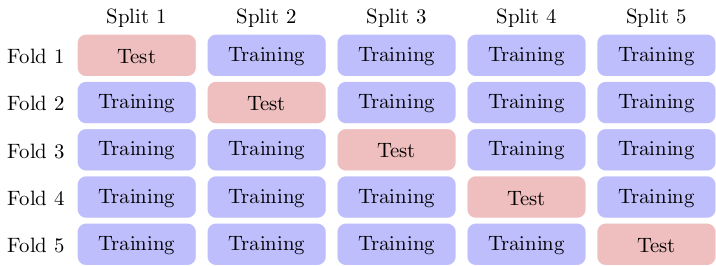 Split 1 Split 2 Split 3 Split 4 Split 5
Fold 1 Test Training Training Training Training
Fold 2 Training Test Training Training Training
Fold 3 Training Training Test Training Training
Fold 4 Training Training Training Test Training
Fold 5 Training Training Training Training Test